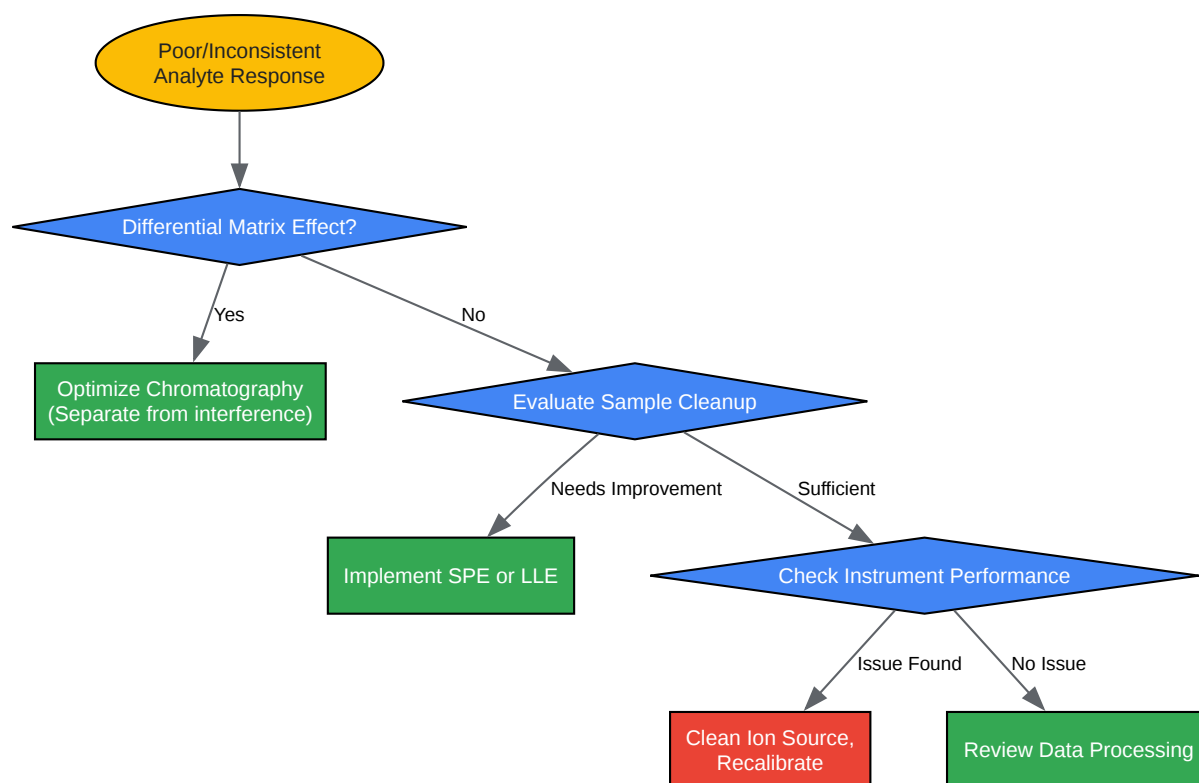 Poor/Inconsistent
Analyte Response
Differential Matrix Effect?
Yes
No
Optimize Chromatography
(Separate from interference)
Evaluate Sample Cleanup
Needs Improvement
Sufficient
Implement SPE or LLE
Check Instrument Performance
Issue Found
No Issue
Clean Ion Source,
Recalibrate
Review Data Processing